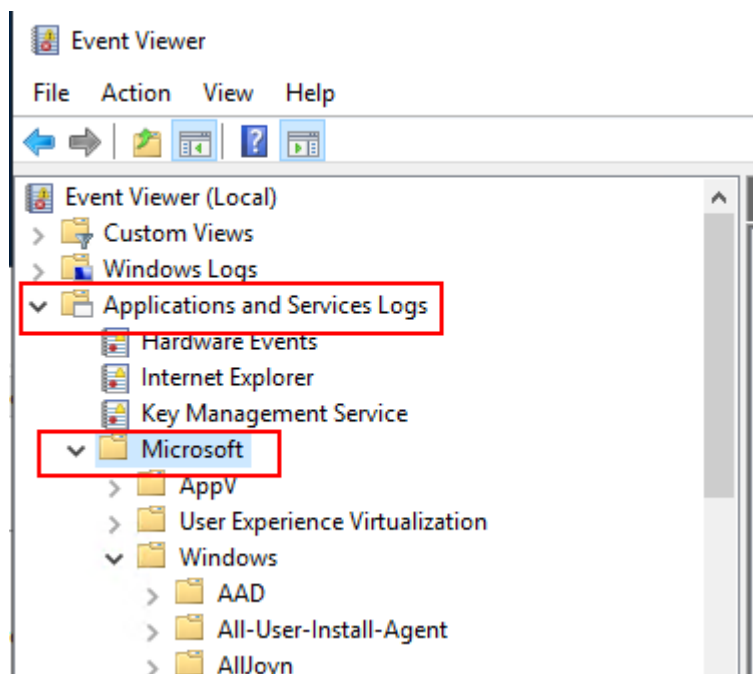 Event Viewer
File Action View Help
Event Viewer (Local)
Custom Views
Windows Logs
Applications and Services Logs
Hardware Events
Internet Explorer
Key Management Service
Microsoft
AppV
User Experience Virtualization
Windows
AAD
All-User-Install-Agent
AllJoyn